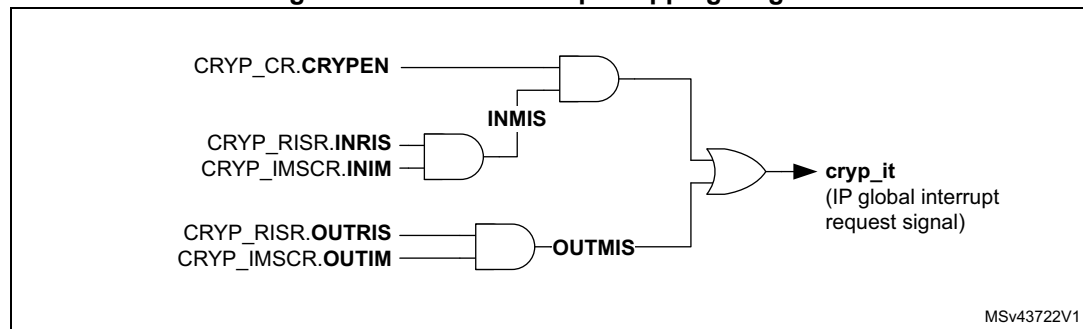 CRYP_CR.CRYPEN
INMIS
CRYP_RISR.INRIS
CRYP_IMSCR.INIM
cryp_it
(IP global interrupt
request signal)
CRYP_RISR.OUTRIS
CRYP_IMSCR.OUTIM
OUTMIS
MSv43722V1